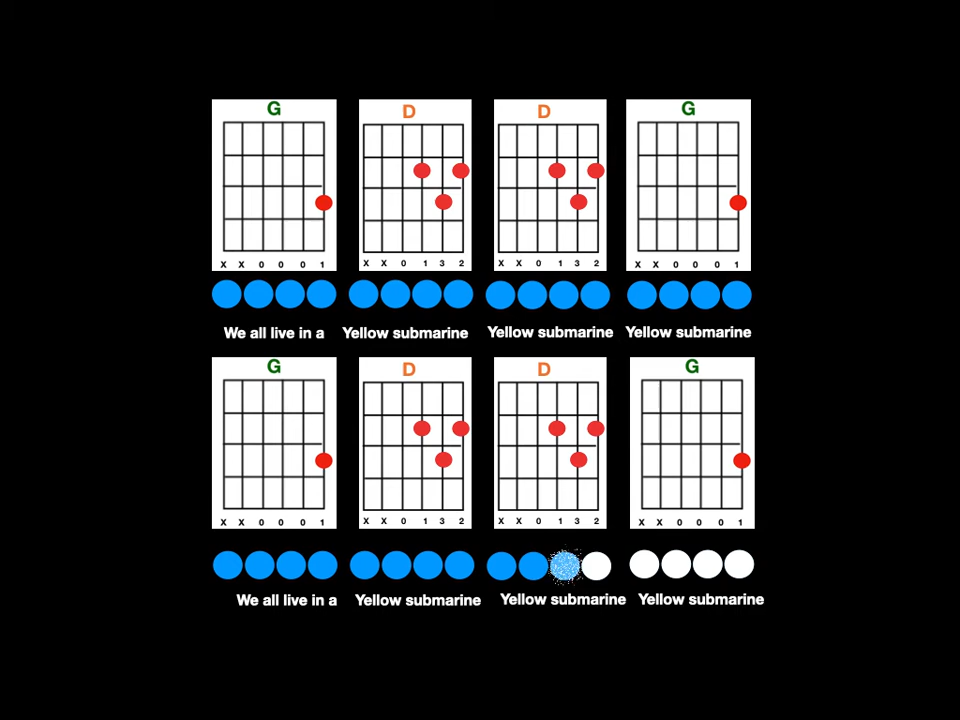 G D D G
X X 0 0 0 1 X X 0 1 3 2 X X 0 1 3 2 X X 0 0 0 1
We all live in a Yellow submarine Yellow submarine Yellow submarine
G D D G
X X 0 0 0 1 X X 0 1 3 2 X X 0 1 3 2 X X 0 0 0 1
We all live in a Yellow submarine Yellow submarine Yellow submarine